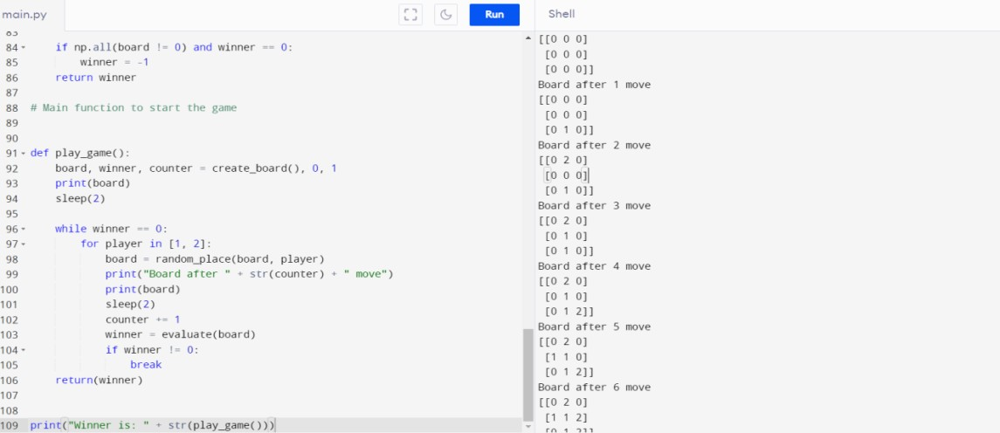 main.py
Run
Shell
83
84 if np.all(board != 0) and winner == 0:
85 winner = -1
86 return winner
87
88 # Main function to start the game
89
90
91 def play_game():
92 board, winner, counter = create_board(), 0, 1
93 print(board)
94 sleep(2)
95
96 while winner == 0:
97 for player in [1, 2]:
98 board = random_place(board, player)
99 print("Board after " + str(counter) + " move")
100 print(board)
101 sleep(2)
102 counter += 1
103 winner = evaluate(board)
104 if winner != 0:
105 break
106 return(winner)
107
108
109 print("Winner is: " + str(play_game()))
[[0 0 0]
[0 0 0]
[0 0 0]]
Board after 1 move
[[0 0 0]
[0 0 0]
[0 1 0]]
Board after 2 move
[[0 2 0]
[0 0 0]
[0 1 0]]
Board after 3 move
[[0 2 0]
[0 1 0]
[0 1 0]]
Board after 4 move
[[0 2 0]
[0 1 0]
[0 1 2]]
Board after 5 move
[[0 2 0]
[1 1 0]
[0 1 2]]
Board after 6 move
[[0 2 0]
[1 1 2]
[0 1 2]]